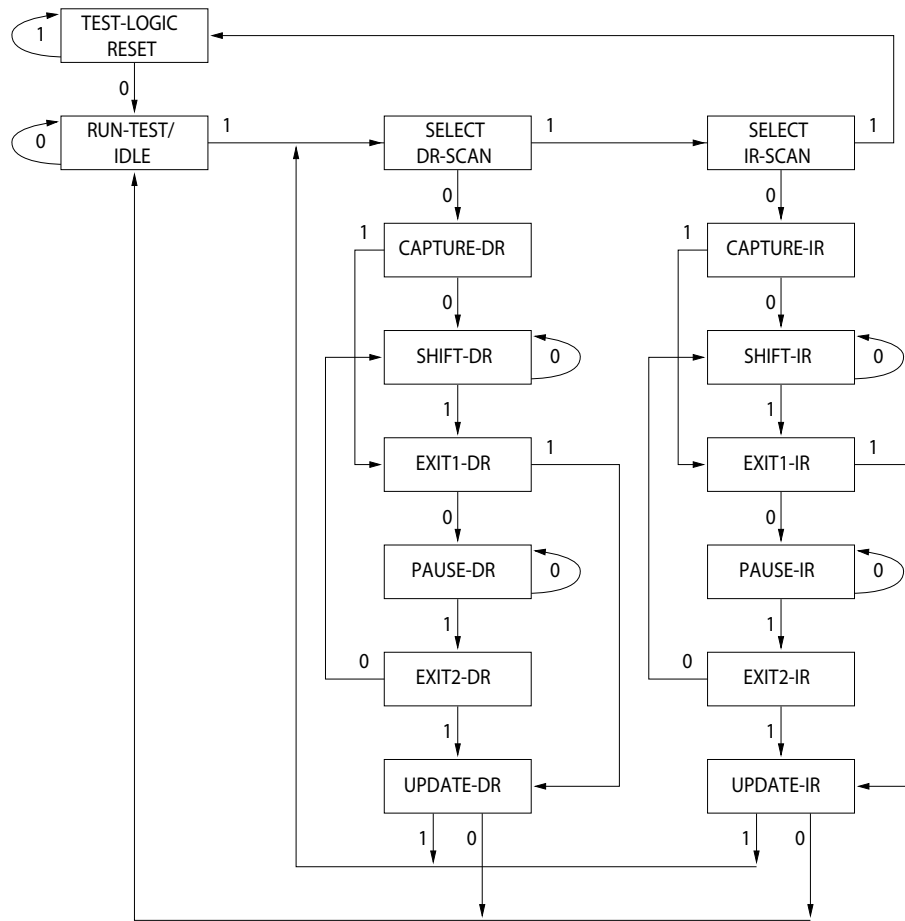 TEST-LOGIC
RESET
1
0
RUN-TEST/
IDLE
0
1
SELECT
DR-SCAN
1
SELECT
IR-SCAN
1
0
0
1
CAPTURE-DR
1
CAPTURE-IR
0
0
SHIFT-DR
0
SHIFT-IR
0
1
1
EXIT1-DR
1
EXIT1-IR
1
0
0
PAUSE-DR
0
PAUSE-IR
0
1
1
0
EXIT2-DR
0
EXIT2-IR
1
1
UPDATE-DR
UPDATE-IR
1
0
1
0